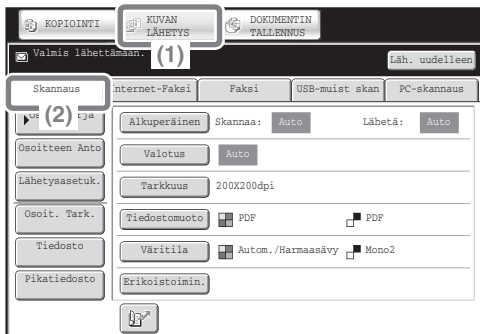 KOPIOINTI
KUVAN
LÄHETYS
DOKUMENTIN
TALLENNUS
Valmis lähettämään.
(1)
Läh. uudelleen
Skannaus
Internet-Faksi
Faksi
USB-muist skan
PC-skannaus
(2)
Alkuperäinen
Skannaa:
Auto
Lähetä:
Auto
Osoitteen Anto
Valotus
Auto
Lähetysasetuk.
Tarkkuus
200X200dpi
Osoit. Tark.
Tiedostomuoto
PDF
PDF
Tiedosto
Väritila
Autom./Harmaasävy
Mono2
Pikatiedosto
Erikoistoimin.